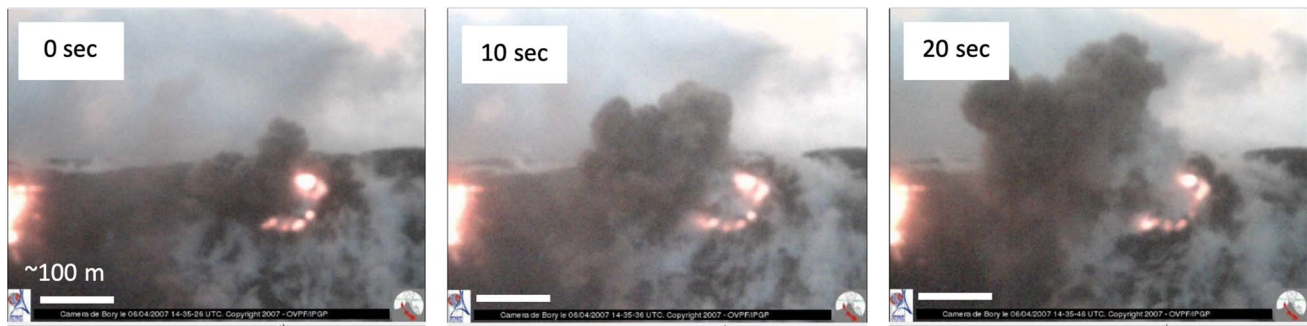 0 sec
10 sec
20 sec
~100 m
Camera de Bory le 06/04/2007 14-35-26 UTC. Copyright 2007 - OVPF/IPGP
Camera de Bory le 06/04/2007 14-35-36 UTC. Copyright 2007 - OVPF/IPGP
Camera de Bory le 06/04/2007 14-35-46 UTC. Copyright 2007 - OVPF/IPGP